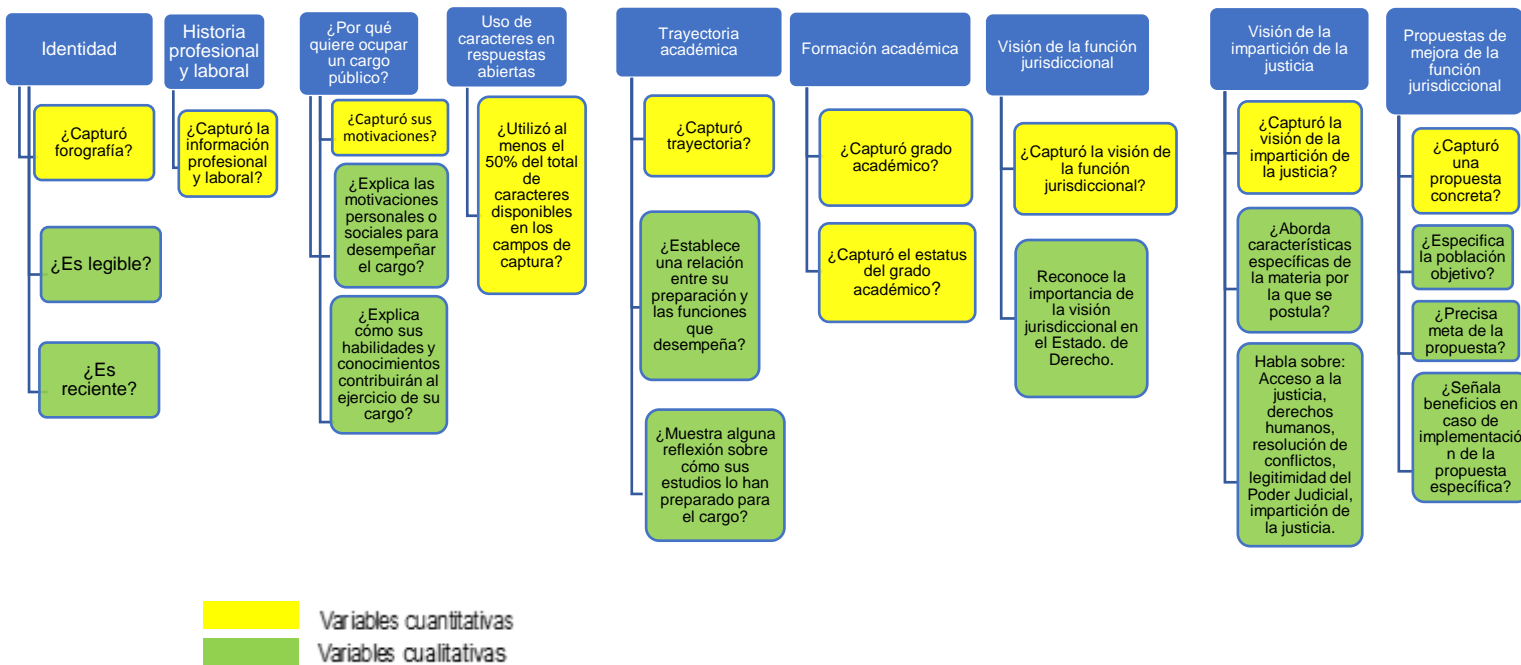 Identidad
¿Capturó
forografía?
¿Es legible?
¿Es
reciente?
Historia
profesional
y laboral
¿Capturó la
información
profesional
y laboral?
¿Por qué
quiere ocupar
un cargo
público?
¿Capturó sus
motivaciones?
¿Explica las
motivaciones
personales o
sociales para
desempeñar
el cargo?
¿Explica
cómo sus
habilidades y
conocimientos
contribuirán al
ejercicio de su
cargo?
Uso de
caracteres en
respuestas
abiertas
¿Utilizó al
menos el
50% del total
de
caracteres
disponibles
en los
campos de
captura?
Trayectoria
académica
¿Capturó
trayectoria?
¿Establece
una relación
entre su
preparación y
las funciones
que
desempeña?
¿Muestra alguna
reflexión sobre
cómo sus
estudios lo han
preparado para
el cargo?
Formación académica
¿Capturó grado
académico?
¿Capturó el estatus
del grado
académico?
Visión de la función
jurisdiccional
¿Capturó la visión de
la función
jurisdiccional?
Reconoce la
importancia de
la visión
jurisdiccional en
el Estado. de
Derecho.
Visión de la
impartición de la
justicia
¿Capturó la
visión de la
impartición de
la justicia?
¿Aborda
características
específicas de
la materia por
la que se
postula?
Habla sobre:
Acceso a la
justicia,
derechos
humanos,
resolución de
conflictos,
legitimidad del
Poder Judicial,
impartición de
la justicia.
Propuestas de
mejora de la
función
jurisdiccional
¿Capturó
una
propuesta
concreta?
¿Especifica
la población
objetivo?
¿Precisa
meta de la
propuesta?
¿Señala
beneficios en
caso de
implementació
n de la
propuesta
específica?
Variables cuantitativas
Variables cualitativas